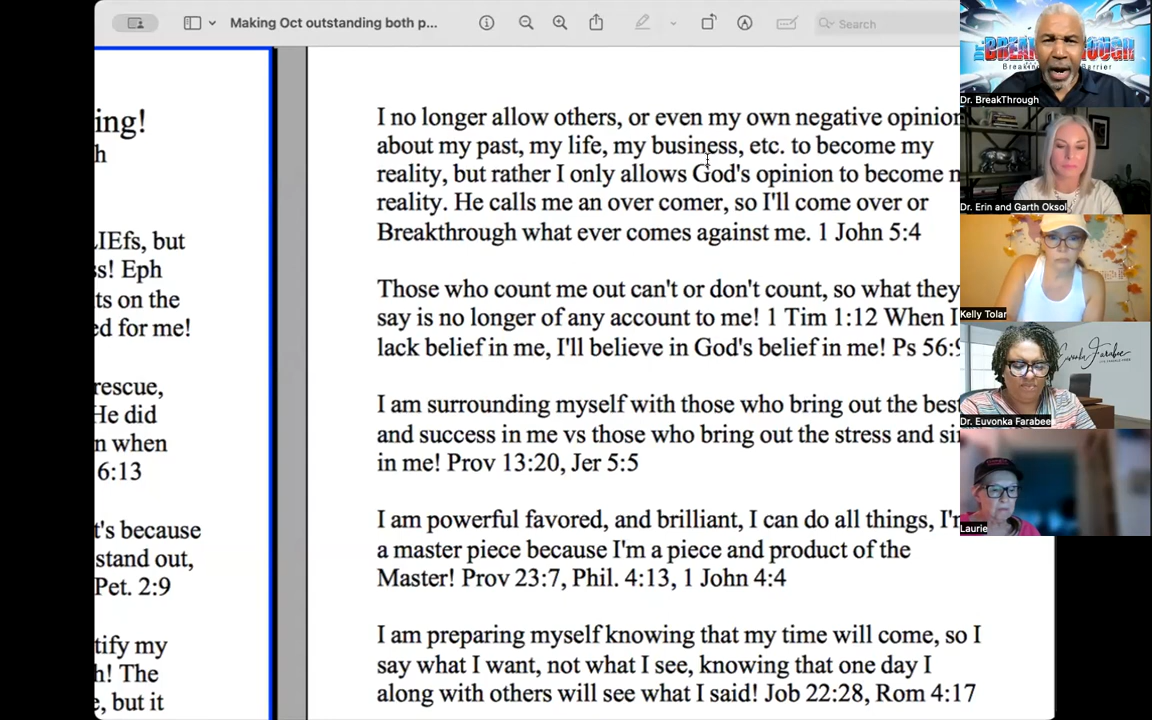 Making Oct outstanding both p...
Search
ing!
h
LIEfs, but
s! Eph
ts on the
ed for me!
rescue,
He did
n when
6:13
t's because
stand out,
Pet. 2:9
tify my
h! The
e, but it
I no longer allow others, or even my own negative opinion
about my past, my life, my business, etc. to become my
reality, but rather I only allows God's opinion to become
reality. He calls me an over comer, so I'll come over or
Breakthrough what ever comes against me. 1 John 5:4
Those who count me out can't or don't count, so what they
say is no longer of any account to me! 1 Tim 1:12 When I
lack belief in me, I'll believe in God's belief in me! Ps 56:9
I am surrounding myself with those who bring out the best
and success in me vs those who bring out the stress and
in me! Prov 13:20, Jer 5:5
I am powerful favored, and brilliant, I can do all things, I'm
a master piece because I'm a piece and product of the
Master! Prov 23:7, Phil. 4:13, 1 John 4:4
I am preparing myself knowing that my time will come, so I
say what I want, not what I see, knowing that one day I
along with others will see what I said! Job 22:28, Rom 4:17
Dr. BreakThrough
Dr. Erin and Garth Oksol
Kelly Tolar
Euvonka Farabee
Dr. Euvonka Farabee
Laurie